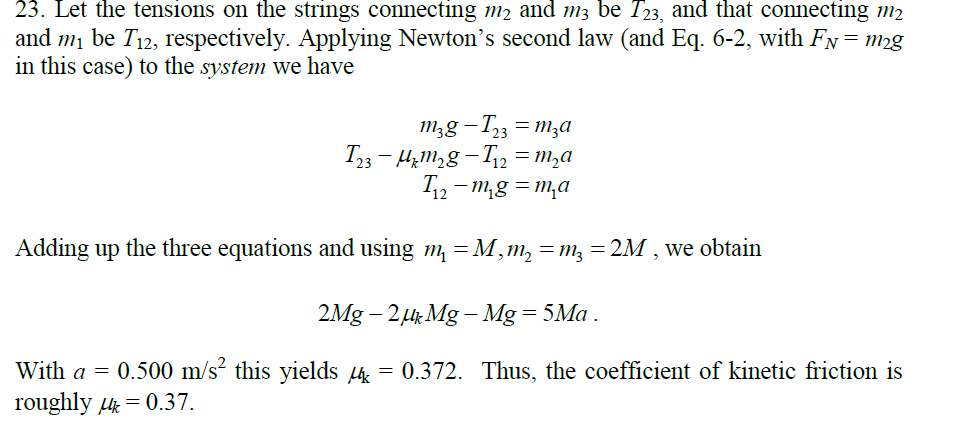 23. Let the tensions on the strings connecting m₂ and m₃ be T₂₃, and that connecting m₂
and m₁ be T₁₂, respectively. Applying Newton’s second law (and Eq. 6-2, with F_N = m₂g
in this case) to the system we have
m₃g − T₂₃ = m₃a
T₂₃ − μₖm₂g − T₁₂ = m₂a
T₁₂ − m₁g = m₁a
Adding up the three equations and using m₁ = M, m₂ = m₃ = 2M , we obtain
2Mg − 2μₖMg − Mg = 5Ma .
With a = 0.500 m/s² this yields μₖ = 0.372. Thus, the coefficient of kinetic friction is
roughly μₖ = 0.37.